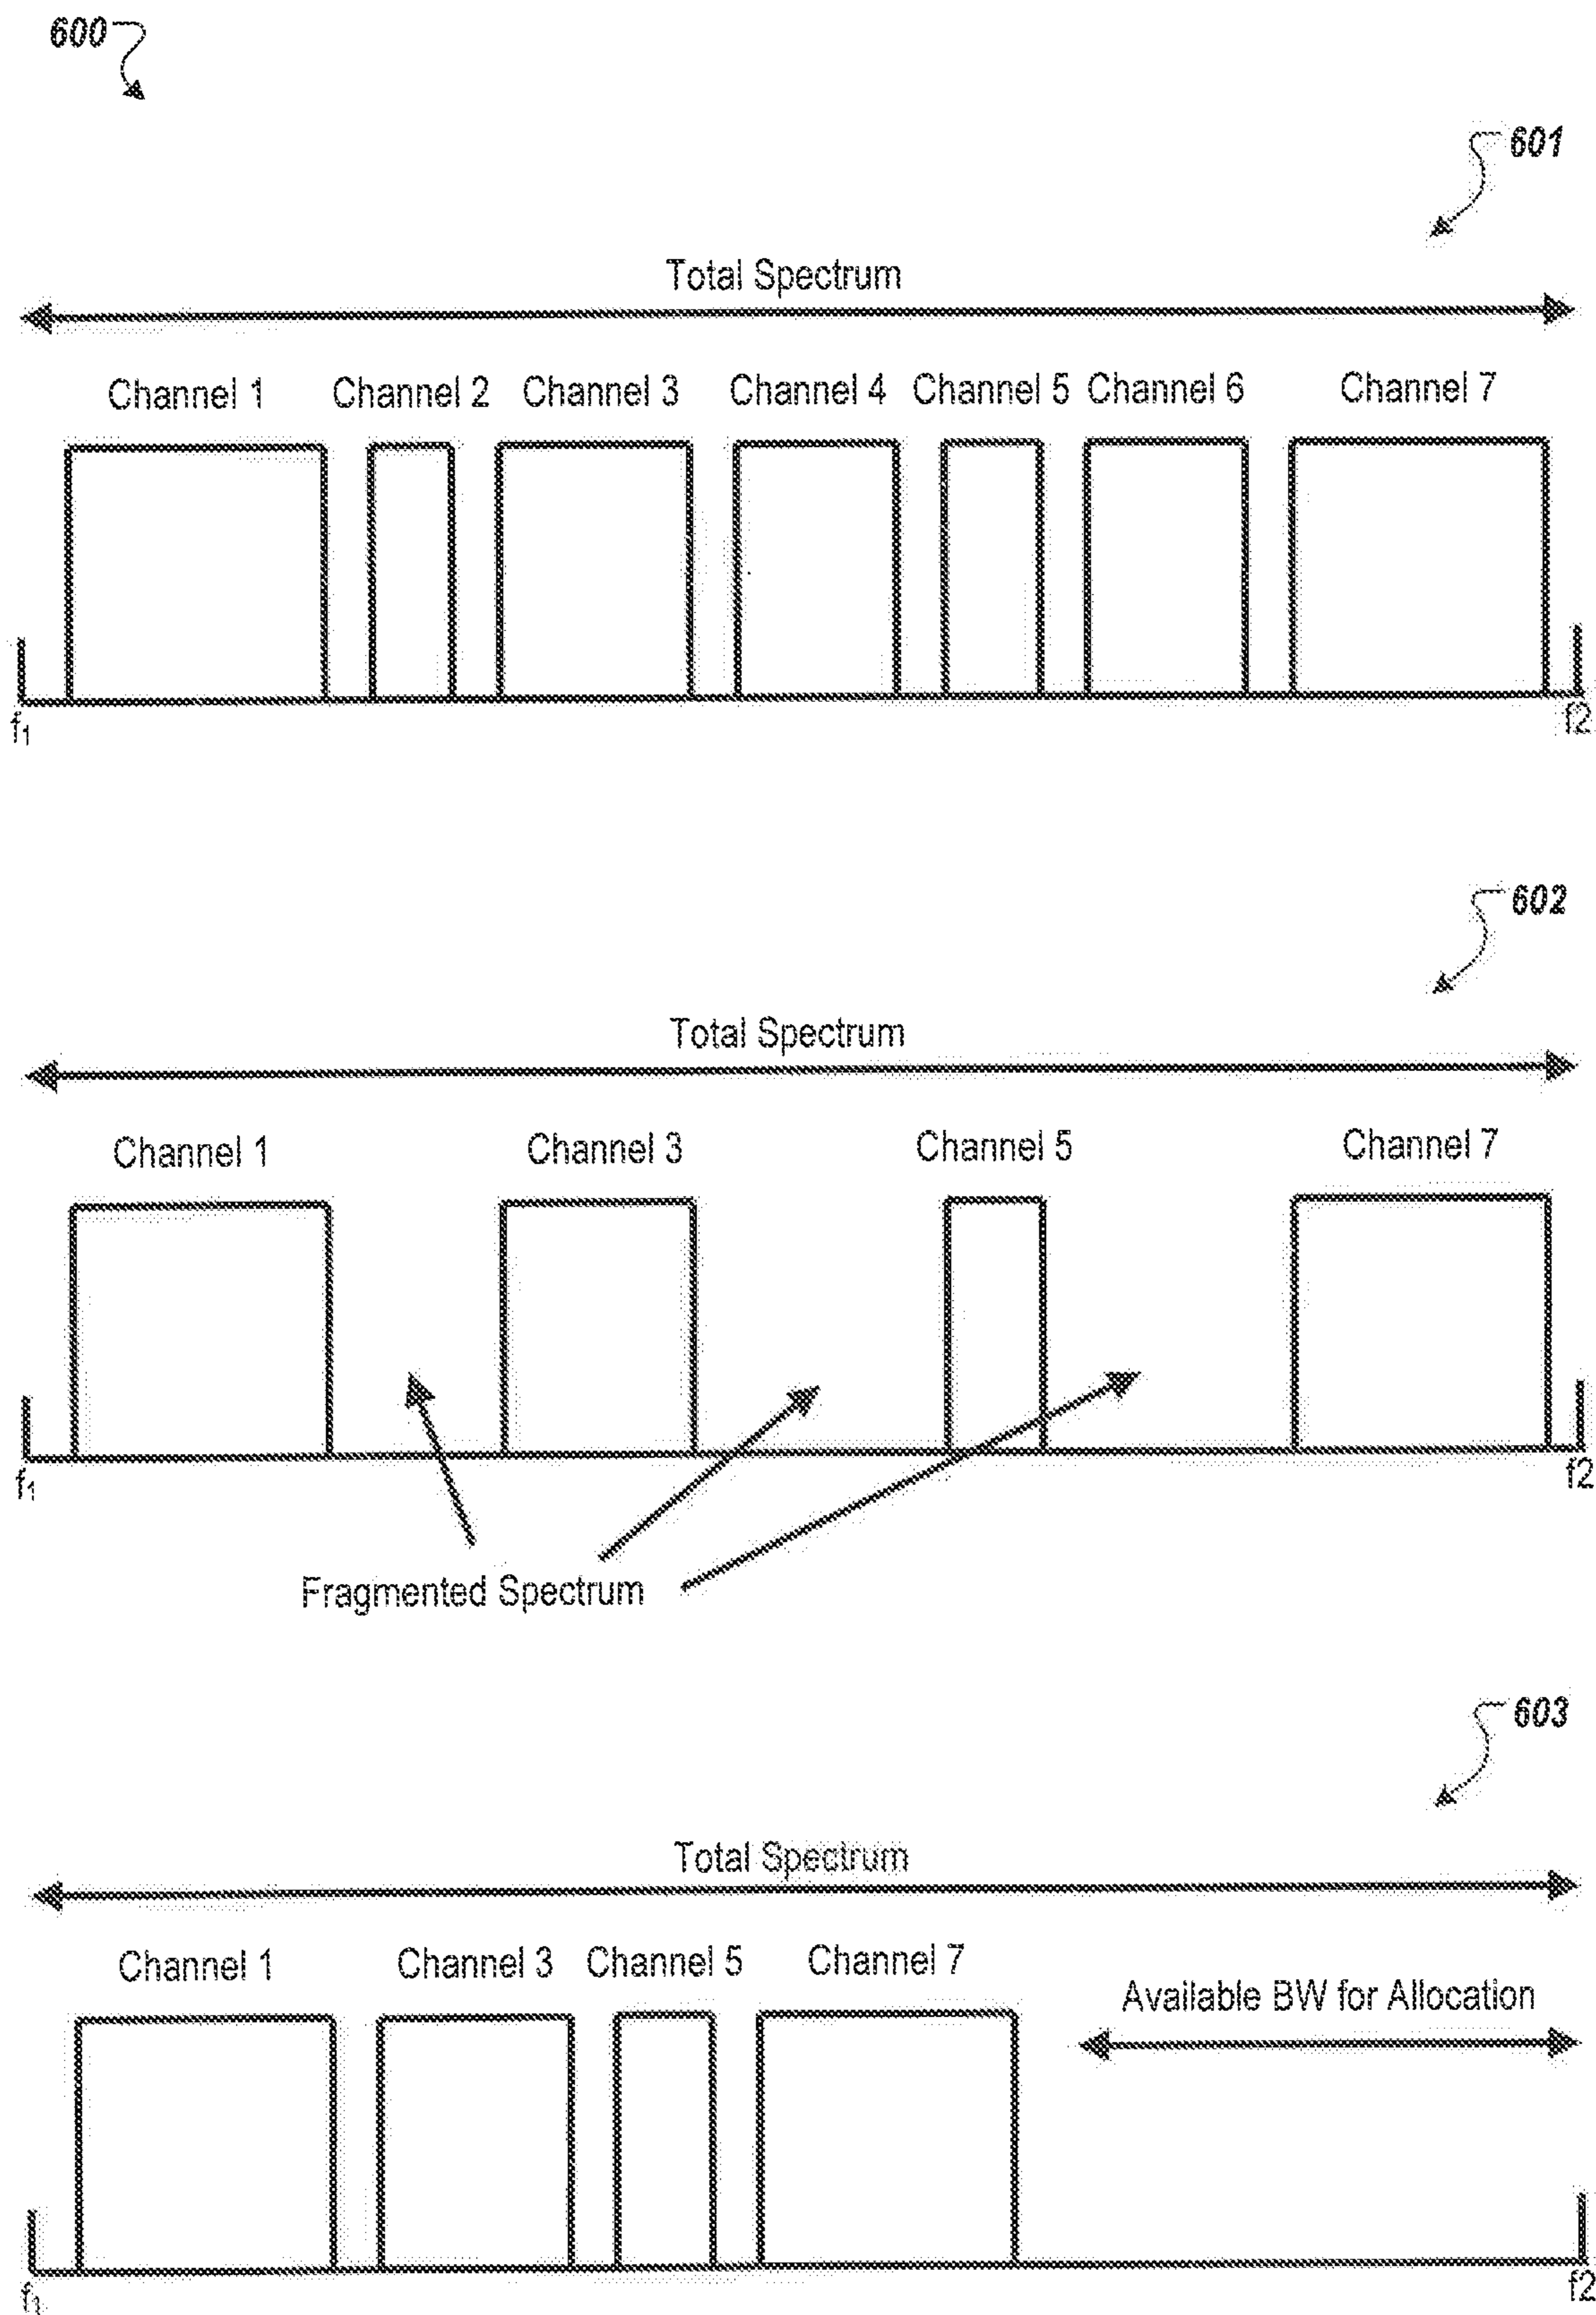 600
601
Total Spectrum
Channel 1 Channel 2 Channel 3 Channel 4 Channel 5 Channel 6 Channel 7
f₁ f2
602
Total Spectrum
Channel 1 Channel 3 Channel 5 Channel 7
f₁ f2
Fragmented Spectrum
603
Total Spectrum
Channel 1 Channel 3 Channel 5 Channel 7
Available BW for Allocation
f₁ f2